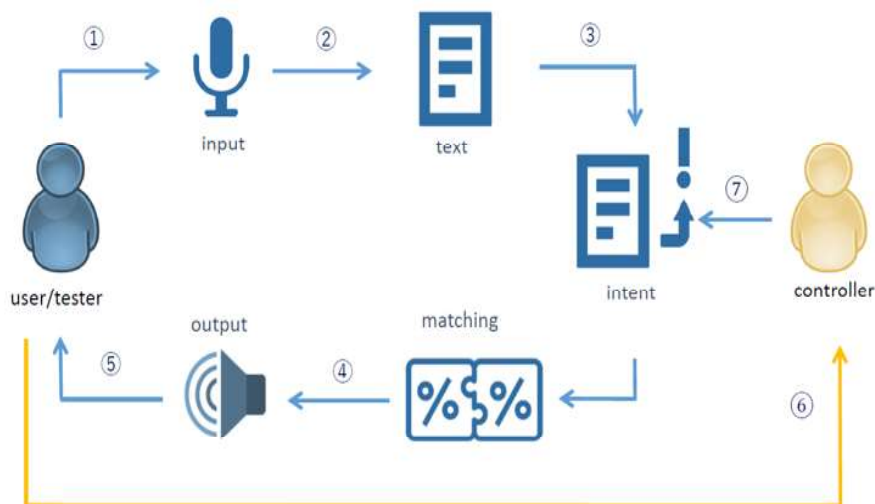 ① ② ③
input
text
⑦
user/tester
intent
controller
output
matching
⑤
④
% %
⑥